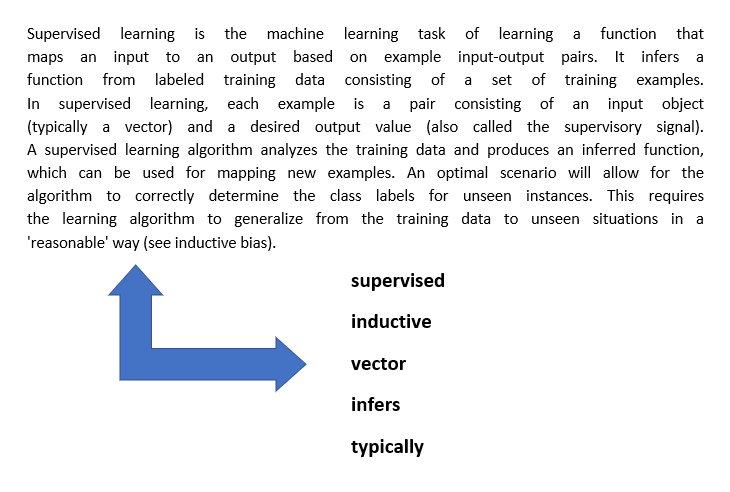 Supervised learning is the machine learning task of learning a function that
maps an input to an output based on example input-output pairs. It infers a
function from labeled training data consisting of a set of training examples.
In supervised learning, each example is a pair consisting of an input object
(typically a vector) and a desired output value (also called the supervisory signal).
A supervised learning algorithm analyzes the training data and produces an inferred function,
which can be used for mapping new examples. An optimal scenario will allow for the
algorithm to correctly determine the class labels for unseen instances. This requires
the learning algorithm to generalize from the training data to unseen situations in a
'reasonable' way (see inductive bias).
supervised
inductive
vector
infers
typically